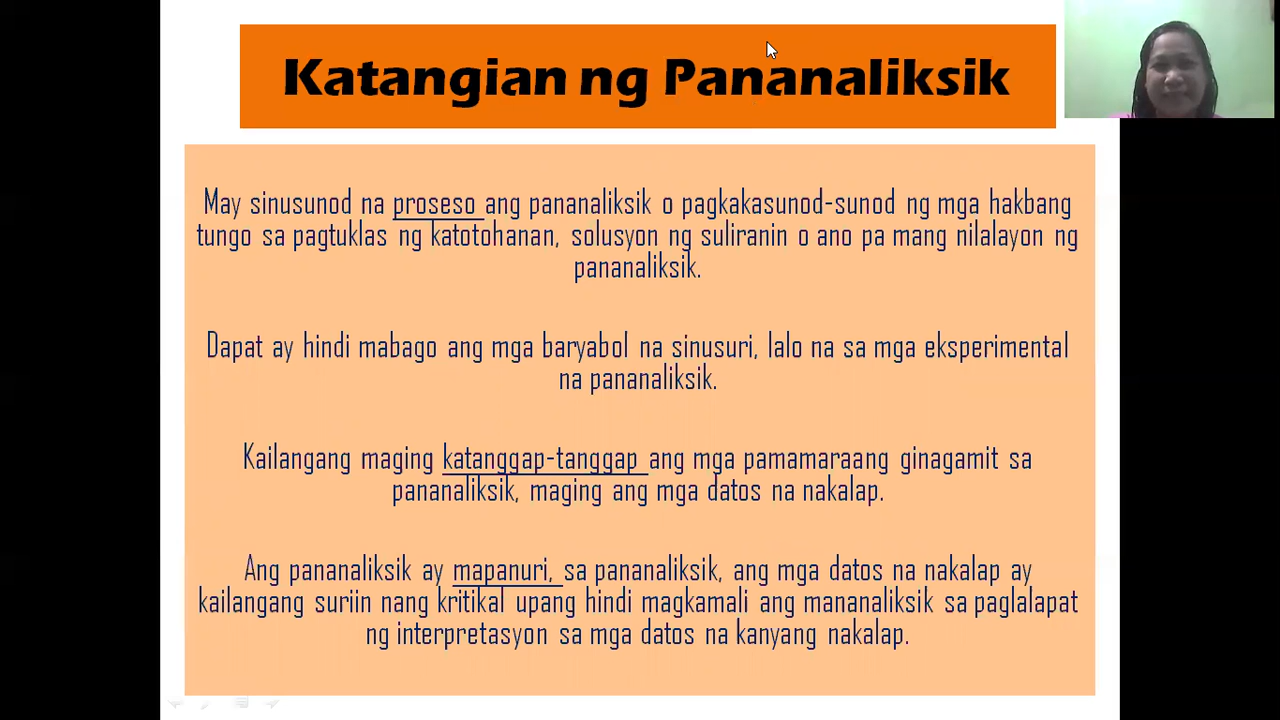 Katangian ng Pananaliksik
May sinusunod na proseso ang pananaliksik o pagkakasunod-sunod ng mga hakbang
tungo sa pagtuklas ng katotohanan, solusyon ng suliranin o ano pa mang nilalayon ng
pananaliksik.
Dapat ay hindi mabago ang mga baryabol na sinusuri, lalo na sa mga eksperimental
na pananaliksik.
Kailangang maging katanggap-tanggap ang mga pamamaraang ginagamit sa
pananaliksik, maging ang mga datos na nakalap.
Ang pananaliksik ay mapanuri, sa pananaliksik, ang mga datos na nakalap ay
kailangang suriin nang kritikal upang hindi magkamali ang mananaliksik sa paglalapat
ng interpretasyon sa mga datos na kanyang nakalap.